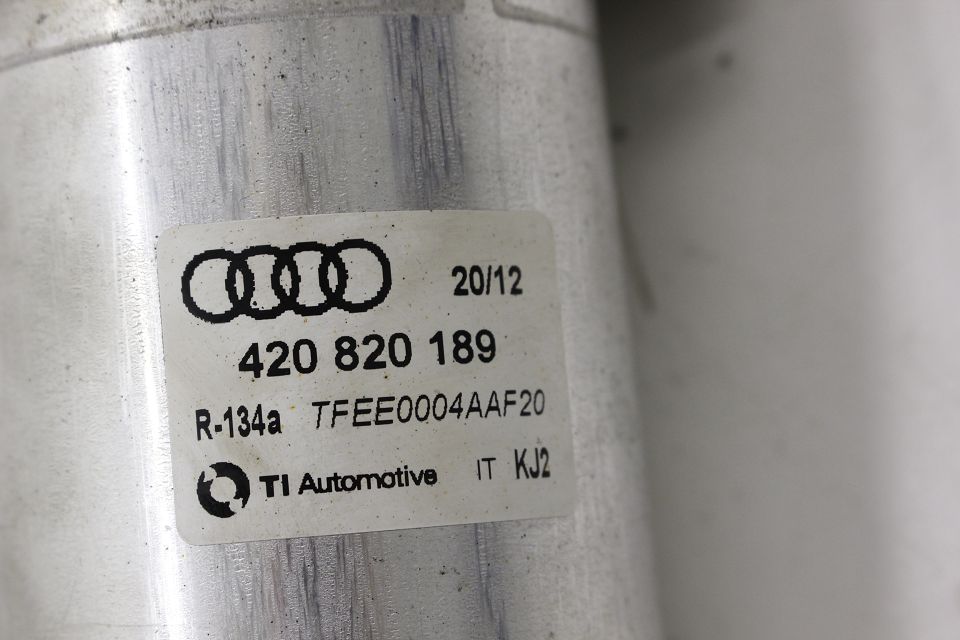 20/12
420 820 189
R-134a TFEE0004AAF20
TI Automotive IT KJ2